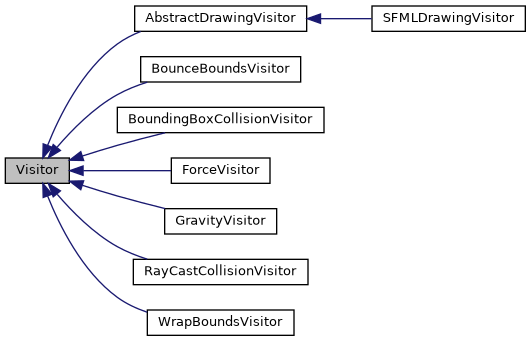 AbstractDrawingVisitor
SFMLDrawingVisitor
BounceBoundsVisitor
BoundingBoxCollisionVisitor
Visitor
ForceVisitor
GravityVisitor
RayCastCollisionVisitor
WrapBoundsVisitor